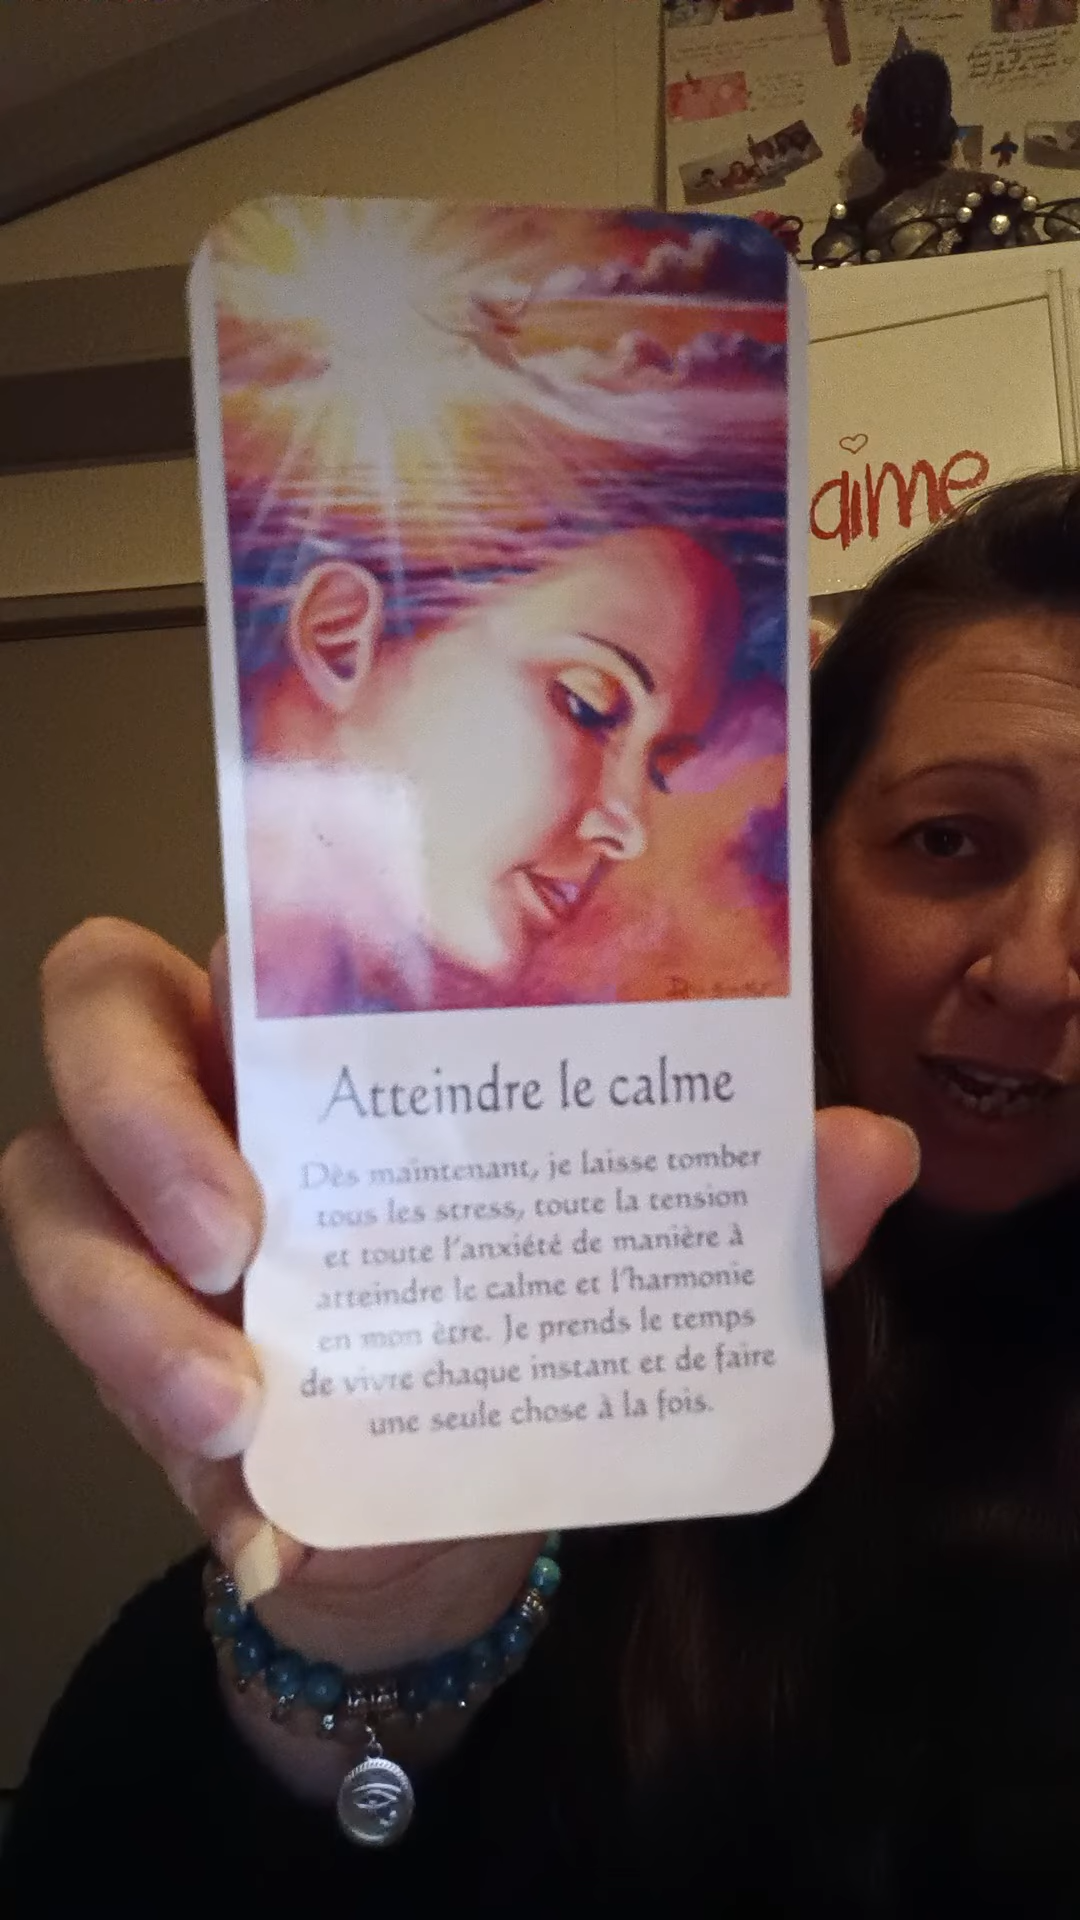 aime
Atteindre le calme
Dès maintenant, je laisse tomber
tous les stress, toute la tension
et toute l'anxiété de manière à
atteindre le calme et l'harmonie
en mon être. Je prends le temps
de vivre chaque instant et de faire
une seule chose à la fois.